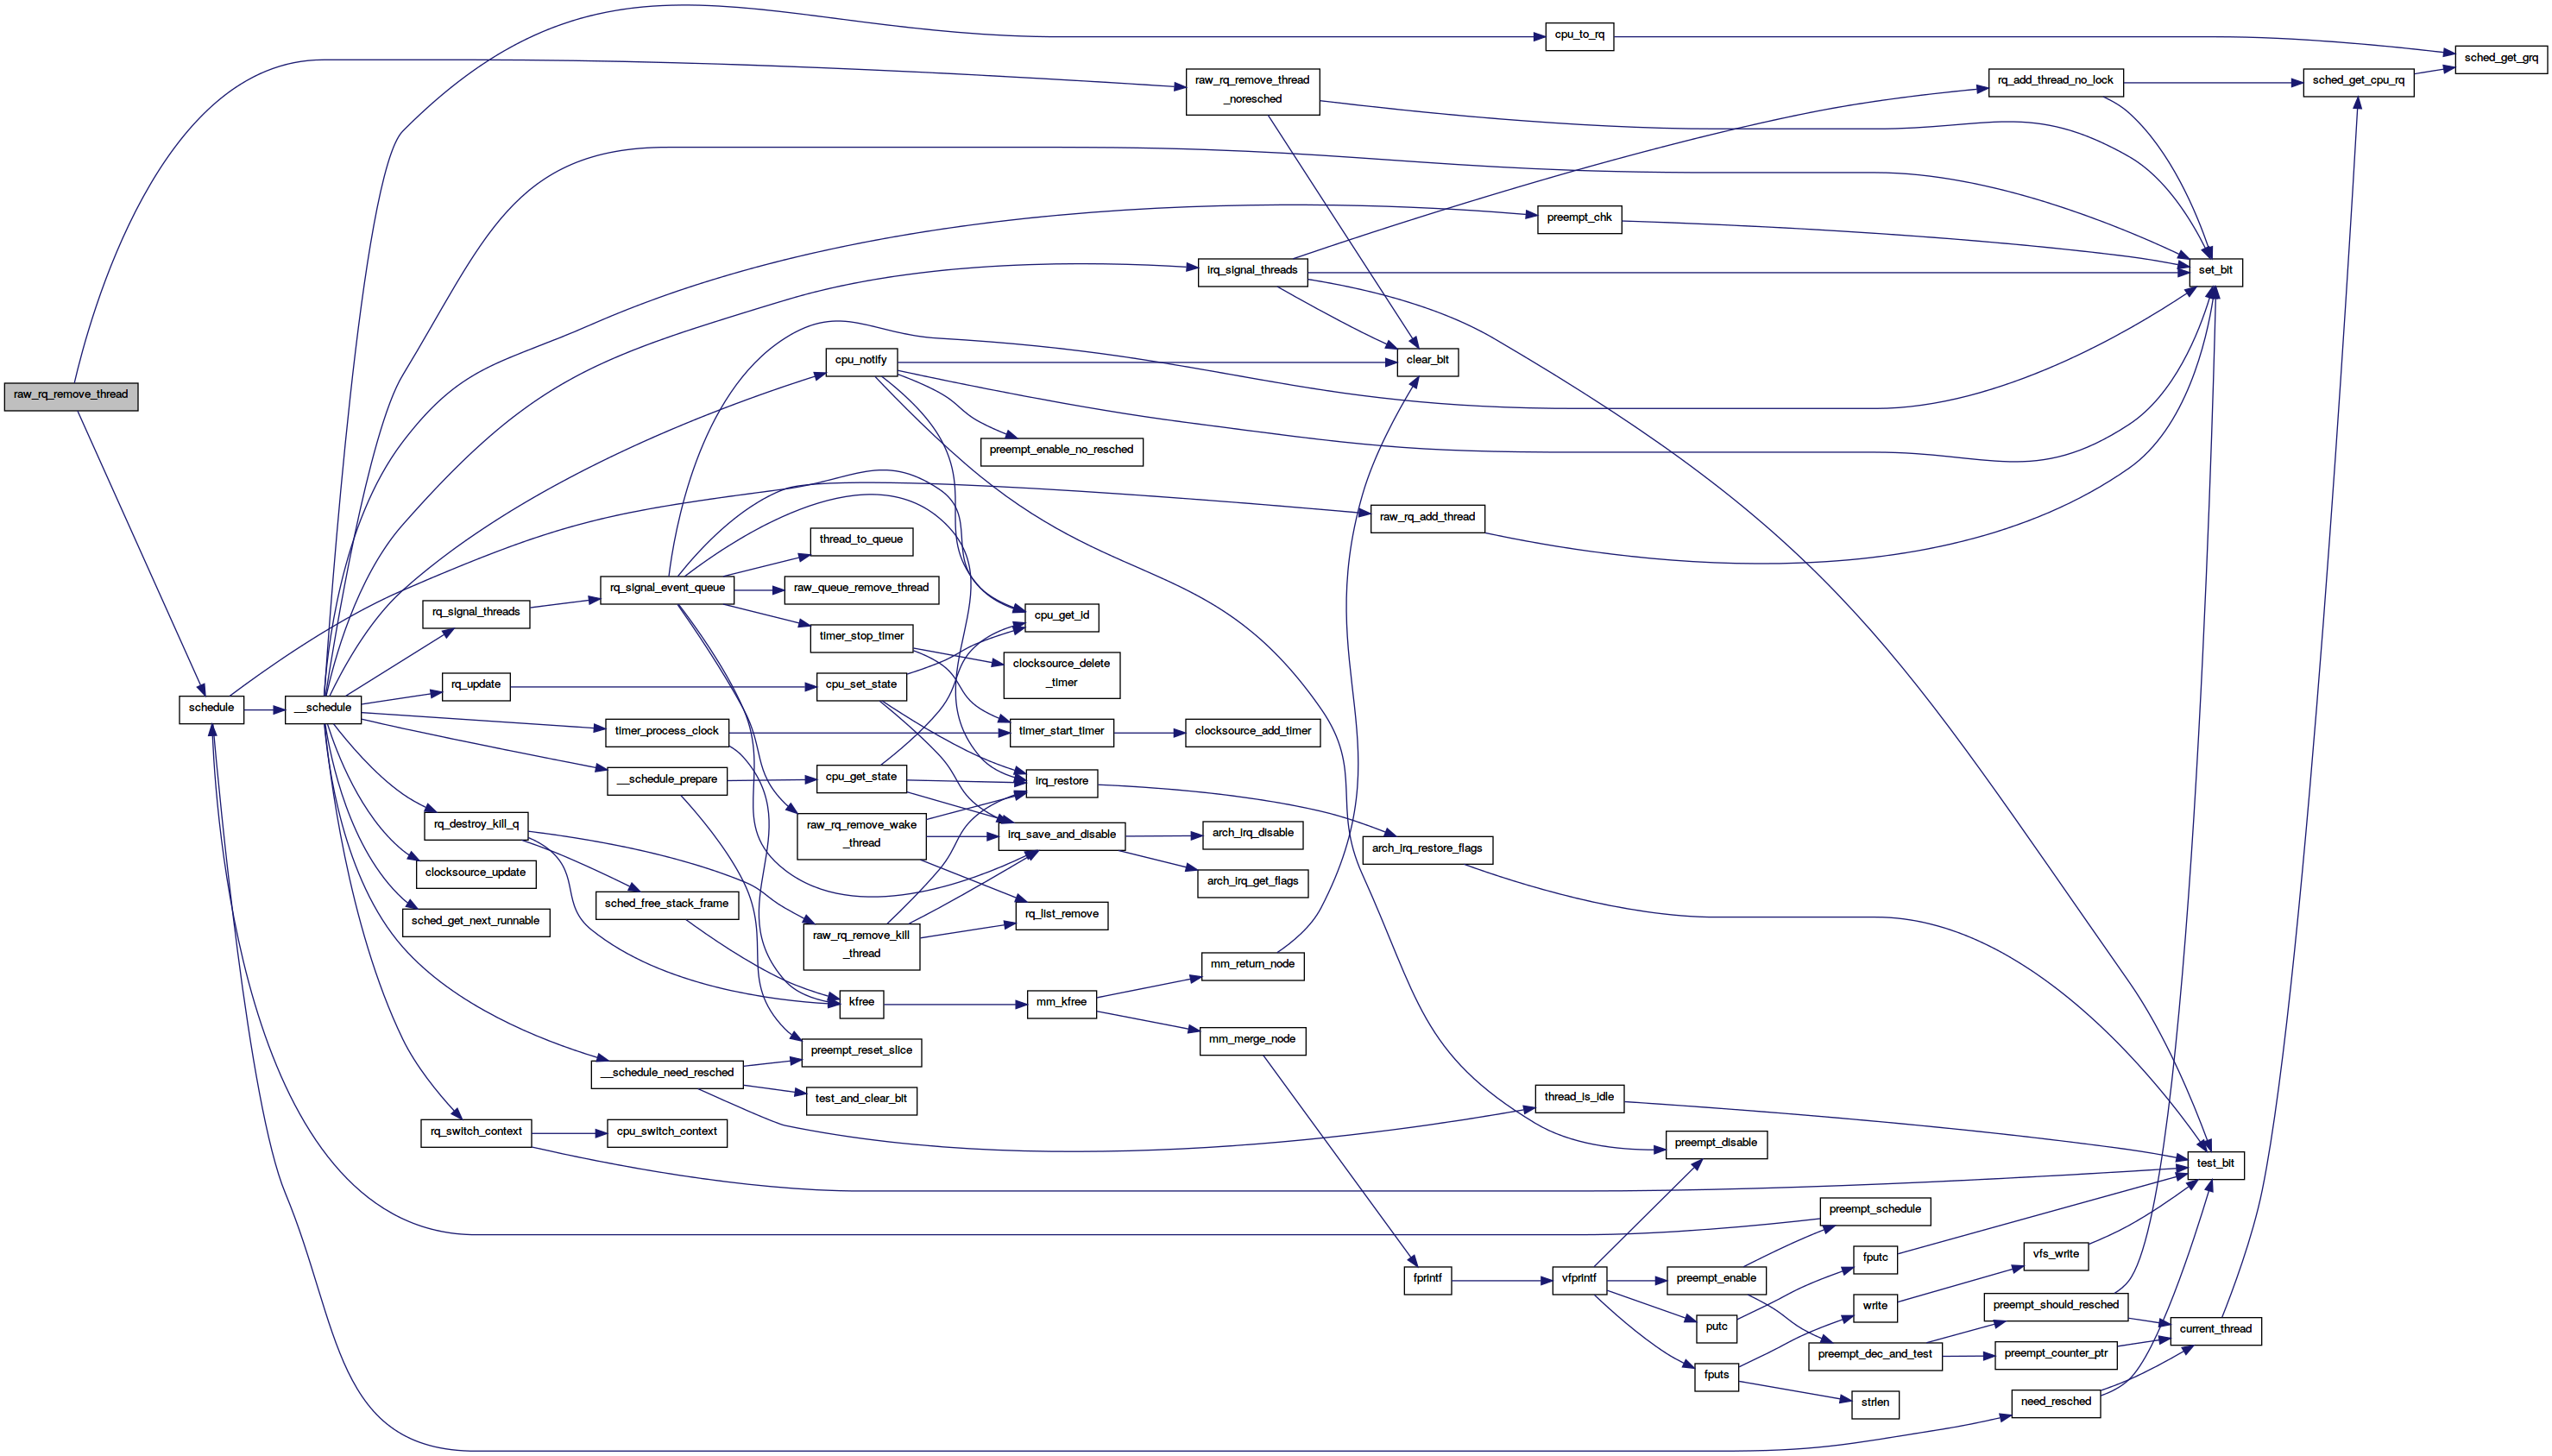 cpu_to_rq
sched_get_grq
raw_rq_remove_thread
_noresched
rq_add_thread_no_lock
sched_get_cpu_rq
preempt_chk
irq_signal_threads
set_bit
cpu_notify
clear_bit
raw_rq_remove_thread
preempt_enable_no_resched
raw_rq_add_thread
thread_to_queue
rq_signal_event_queue
raw_queue_remove_thread
rq_signal_threads
cpu_get_id
timer_stop_timer
clocksource_delete
_timer
rq_update
cpu_set_state
schedule
__schedule
timer_process_clock
timer_start_timer
clocksource_add_timer
__schedule_prepare
cpu_get_state
irq_restore
rq_destroy_kill_q
raw_rq_remove_wake
_thread
irq_save_and_disable
arch_irq_disable
arch_irq_restore_flags
clocksource_update
arch_irq_get_flags
sched_free_stack_frame
sched_get_next_runnable
rq_list_remove
raw_rq_remove_kill
_thread
mm_return_node
kfree
mm_kfree
mm_merge_node
preempt_reset_slice
__schedule_need_resched
test_and_clear_bit
thread_is_idle
rq_switch_context
cpu_switch_context
preempt_disable
test_bit
preempt_schedule
fputc
vfs_write
fprintf
vfprintf
preempt_enable
write
preempt_should_resched
putc
current_thread
preempt_dec_and_test
preempt_counter_ptr
fputs
strlen
need_resched